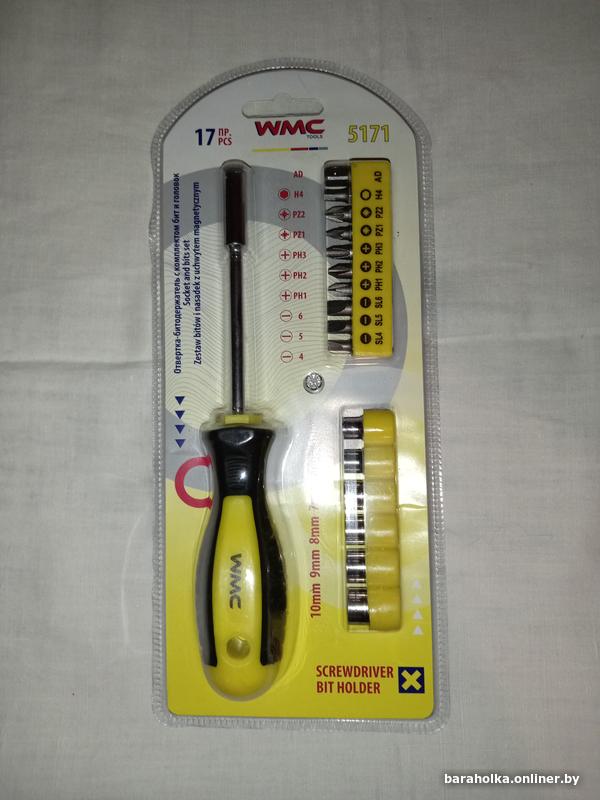 17 ПР.
PCS
WMC
TOOLS
5171
Отвертка-битодержатель с комплектом бит и головок
Socket and bits set
Zestaw bitów i nasadek z uchwytem magnetycznym
AD
H4
PZ2
PZ1
PH3
PH2
PH1
6
5
4
AD
H4
PZ2
PZ1
PH3
PH2
PH1
SL6
SL5
SL4
10mm 9mm 8mm
WMC
SCREWDRIVER
BIT HOLDER
baraholka.onliner.by